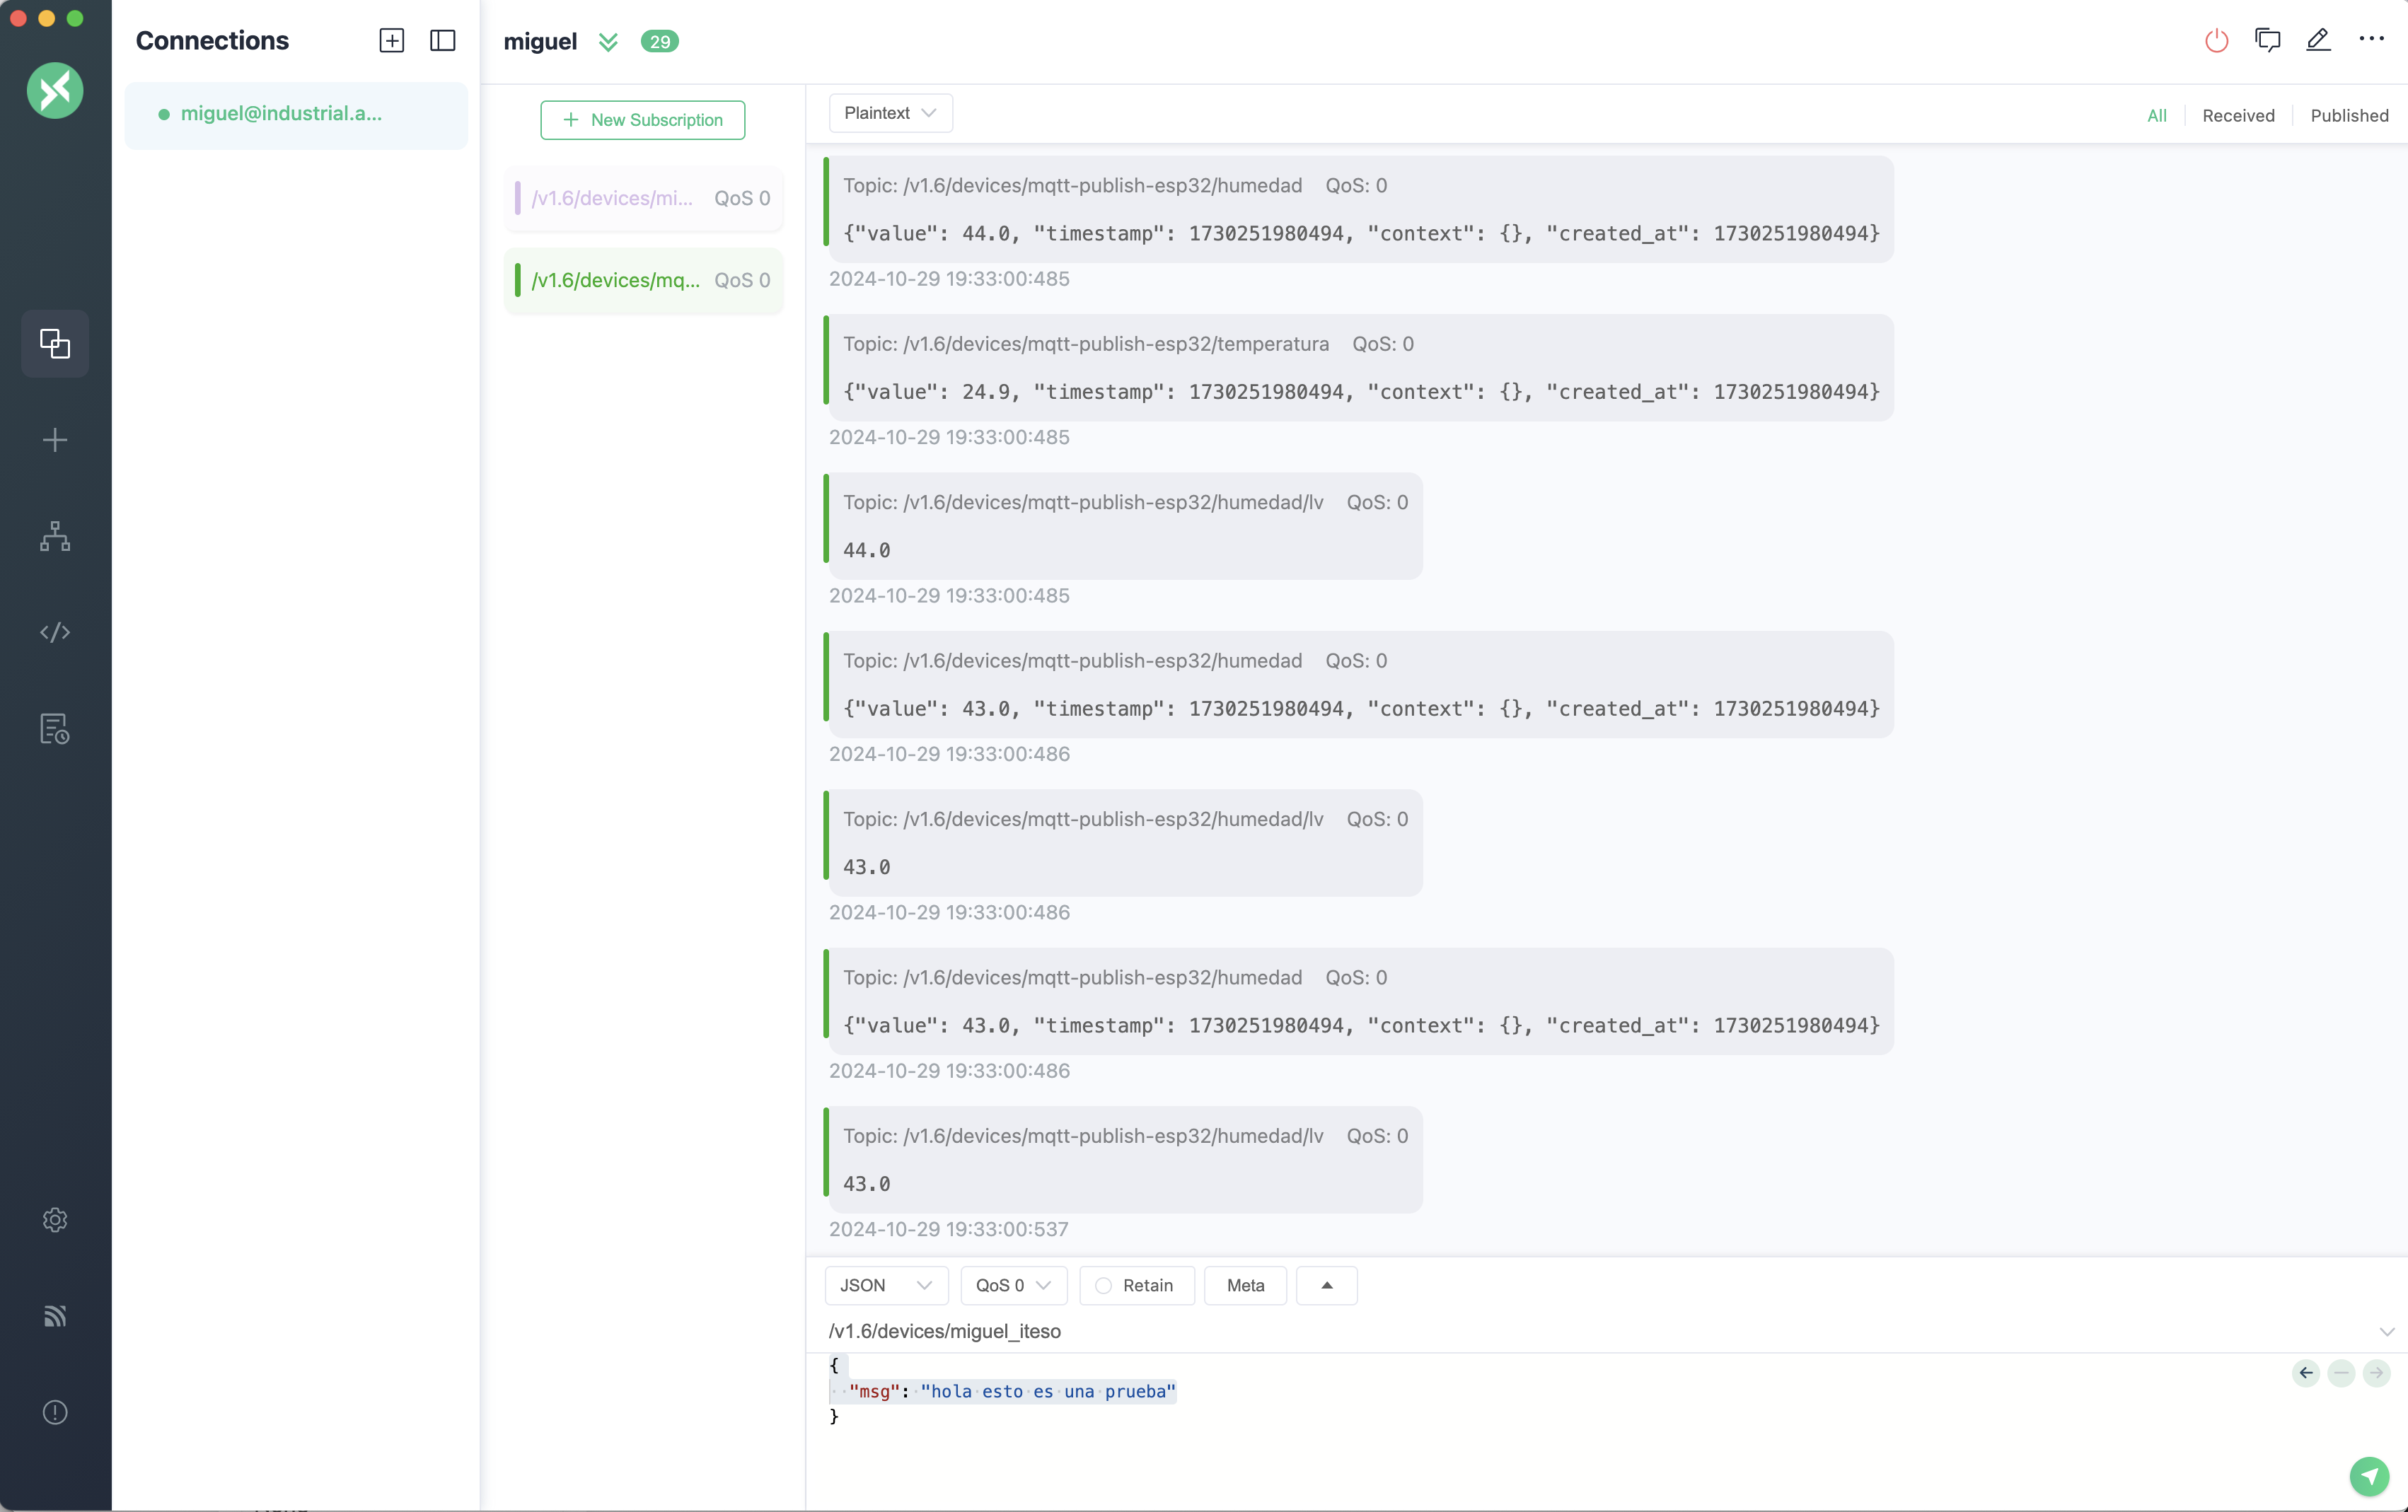 Connections
miguel@industrial.a...
miguel 29
New Subscription
/v1.6/devices/mi... QoS 0
/v1.6/devices/mq... QoS 0
Plaintext
All Received Published
Topic: /v1.6/devices/mqtt-publish-esp32/humedad QoS: 0
{"value": 44.0, "timestamp": 1730251980494, "context": {}, "created_at": 1730251980494}
2024-10-29 19:33:00:485
Topic: /v1.6/devices/mqtt-publish-esp32/temperatura QoS: 0
{"value": 24.9, "timestamp": 1730251980494, "context": {}, "created_at": 1730251980494}
2024-10-29 19:33:00:485
Topic: /v1.6/devices/mqtt-publish-esp32/humedad/lv QoS: 0
44.0
2024-10-29 19:33:00:485
Topic: /v1.6/devices/mqtt-publish-esp32/humedad QoS: 0
{"value": 43.0, "timestamp": 1730251980494, "context": {}, "created_at": 1730251980494}
2024-10-29 19:33:00:486
Topic: /v1.6/devices/mqtt-publish-esp32/humedad/lv QoS: 0
43.0
2024-10-29 19:33:00:486
Topic: /v1.6/devices/mqtt-publish-esp32/humedad QoS: 0
{"value": 43.0, "timestamp": 1730251980494, "context": {}, "created_at": 1730251980494}
2024-10-29 19:33:00:486
Topic: /v1.6/devices/mqtt-publish-esp32/humedad/lv QoS: 0
43.0
2024-10-29 19:33:00:537
JSON QoS 0 Retain Meta
/v1.6/devices/miguel_iteso
{
"msg": "hola esto es una prueba"
}